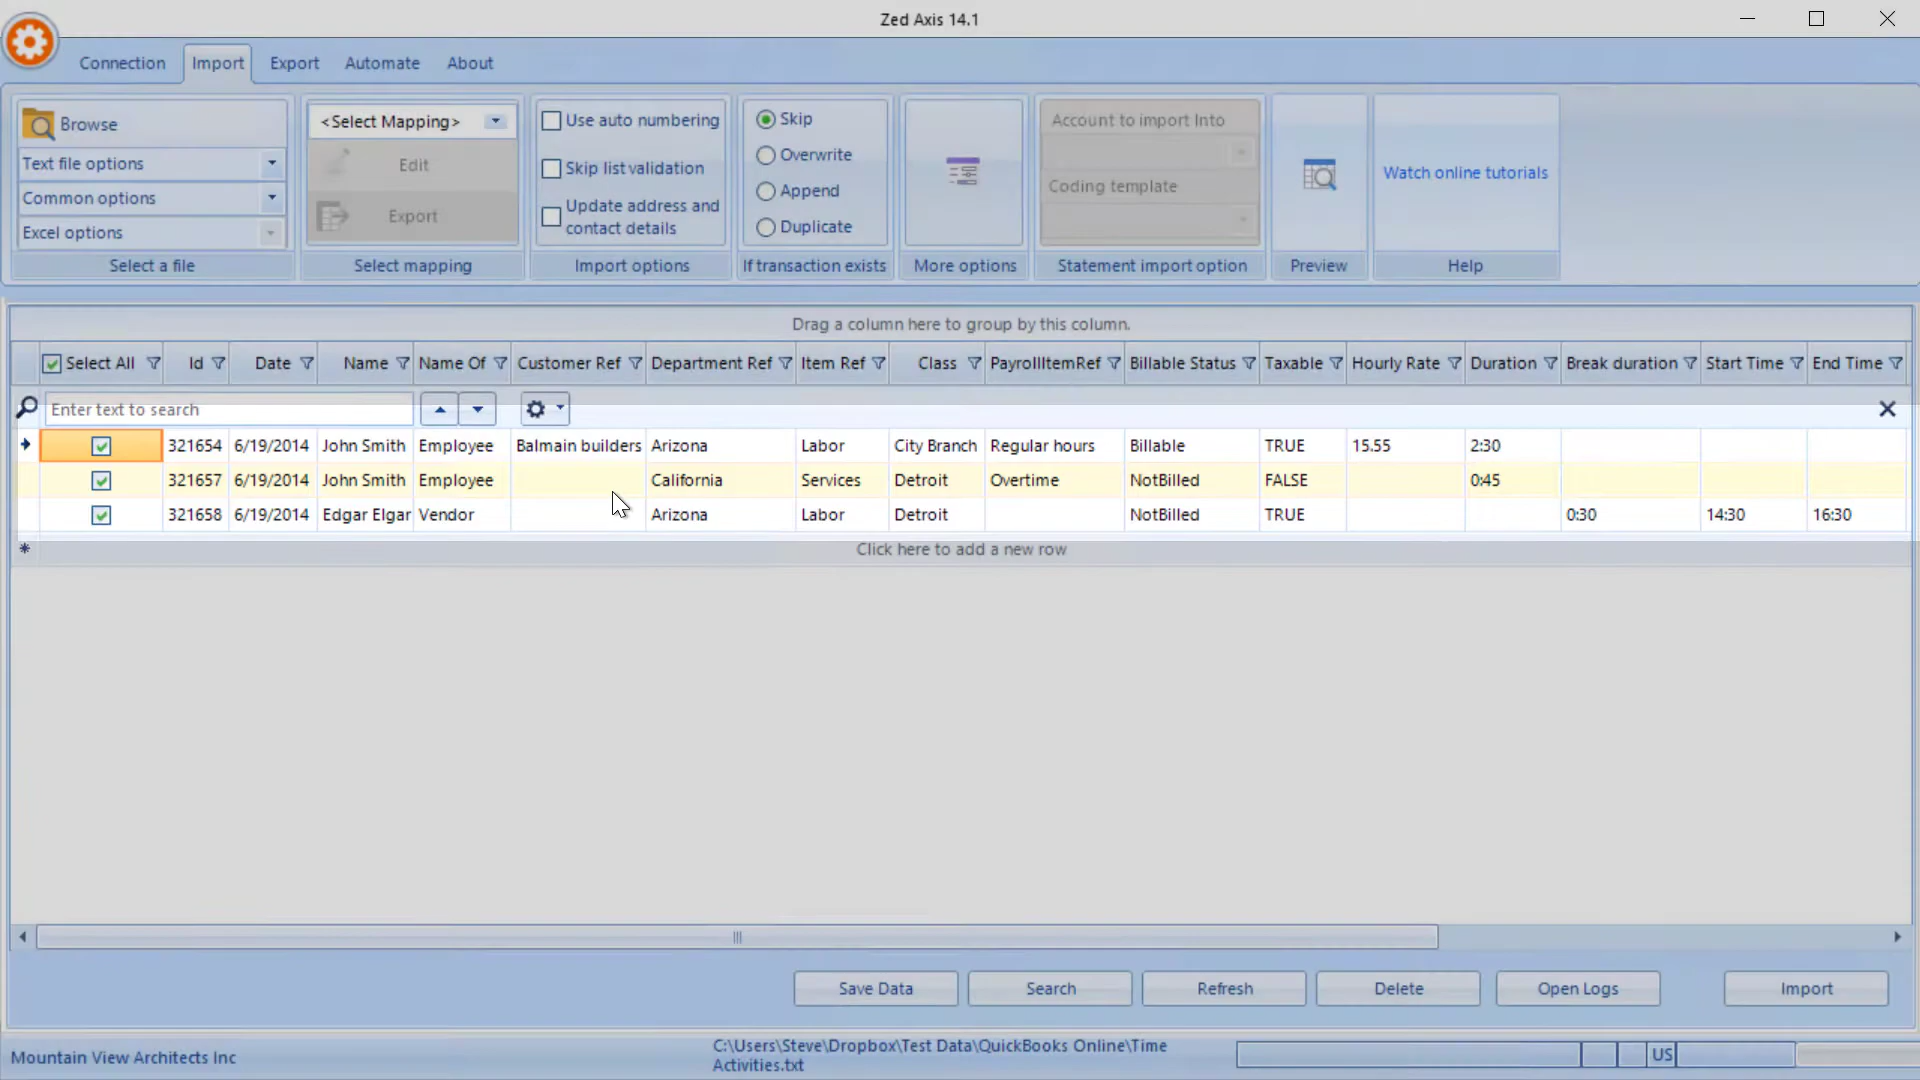 Zed Axis 14.1
Connection Import Export Automate About
Browse
Text file options
Common options
Excel options
Select a file
<Select Mapping>
Edit
Export
Select mapping
Use auto numbering
Skip list validation
Update address and
contact details
Import options
Skip
Overwrite
Append
Duplicate
If transaction exists
More options
Account to import Into
Coding template
Statement import option
Preview
Watch online tutorials
Help
Drag a column here to group by this column.
Select All Id Date Name Name Of Customer Ref Department Ref Item Ref Class PayrollItemRef Billable Status Taxable Hourly Rate Duration Break duration Start Time End Time
Enter text to search
321654 6/19/2014 John Smith Employee Balmain builders Arizona Labor City Branch Regular hours Billable TRUE 15.55 2:30
321657 6/19/2014 John Smith Employee California Services Detroit Overtime NotBilled FALSE 0:45
321658 6/19/2014 Edgar Elgar Vendor Arizona Labor Detroit NotBilled TRUE 0:30 14:30 16:30
Click here to add a new row
Save Data Search Refresh Delete Open Logs Import
Mountain View Architects Inc
C:\Users\Steve\Dropbox\Test Data\QuickBooks Online\Time
Activities.txt
US